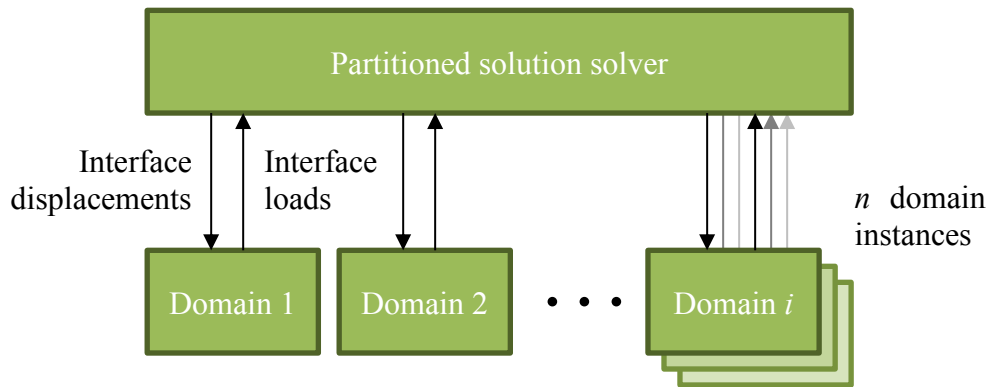 Partitioned solution solver
Interface
displacements
Interface
loads
n domain
instances
Domain 1
Domain 2
• • •
Domain i